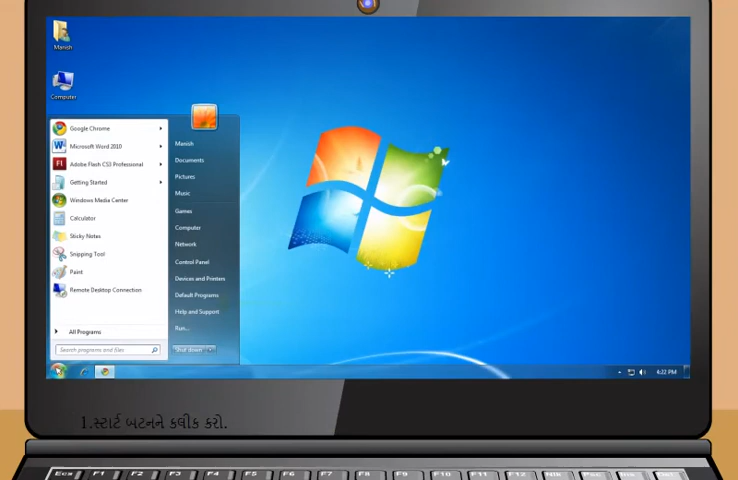 Manish
Computer
Google Chrome
Microsoft Word 2010
Adobe Flash CS3 Professional
Getting Started
Windows Media Center
Calculator
Sticky Notes
Snipping Tool
Paint
Remote Desktop Connection
All Programs
Search programs and files
Manish
Documents
Pictures
Music
Games
Computer
Network
Control Panel
Devices and Printers
Default Programs
Help and Support
Run...
Shut down
4:22 PM
1.સ્ટાર્ટ બટનને કલીક કરો.
F1 F2 F3 F4 F5 F6 F7 F8 F9 F10 F11 F12